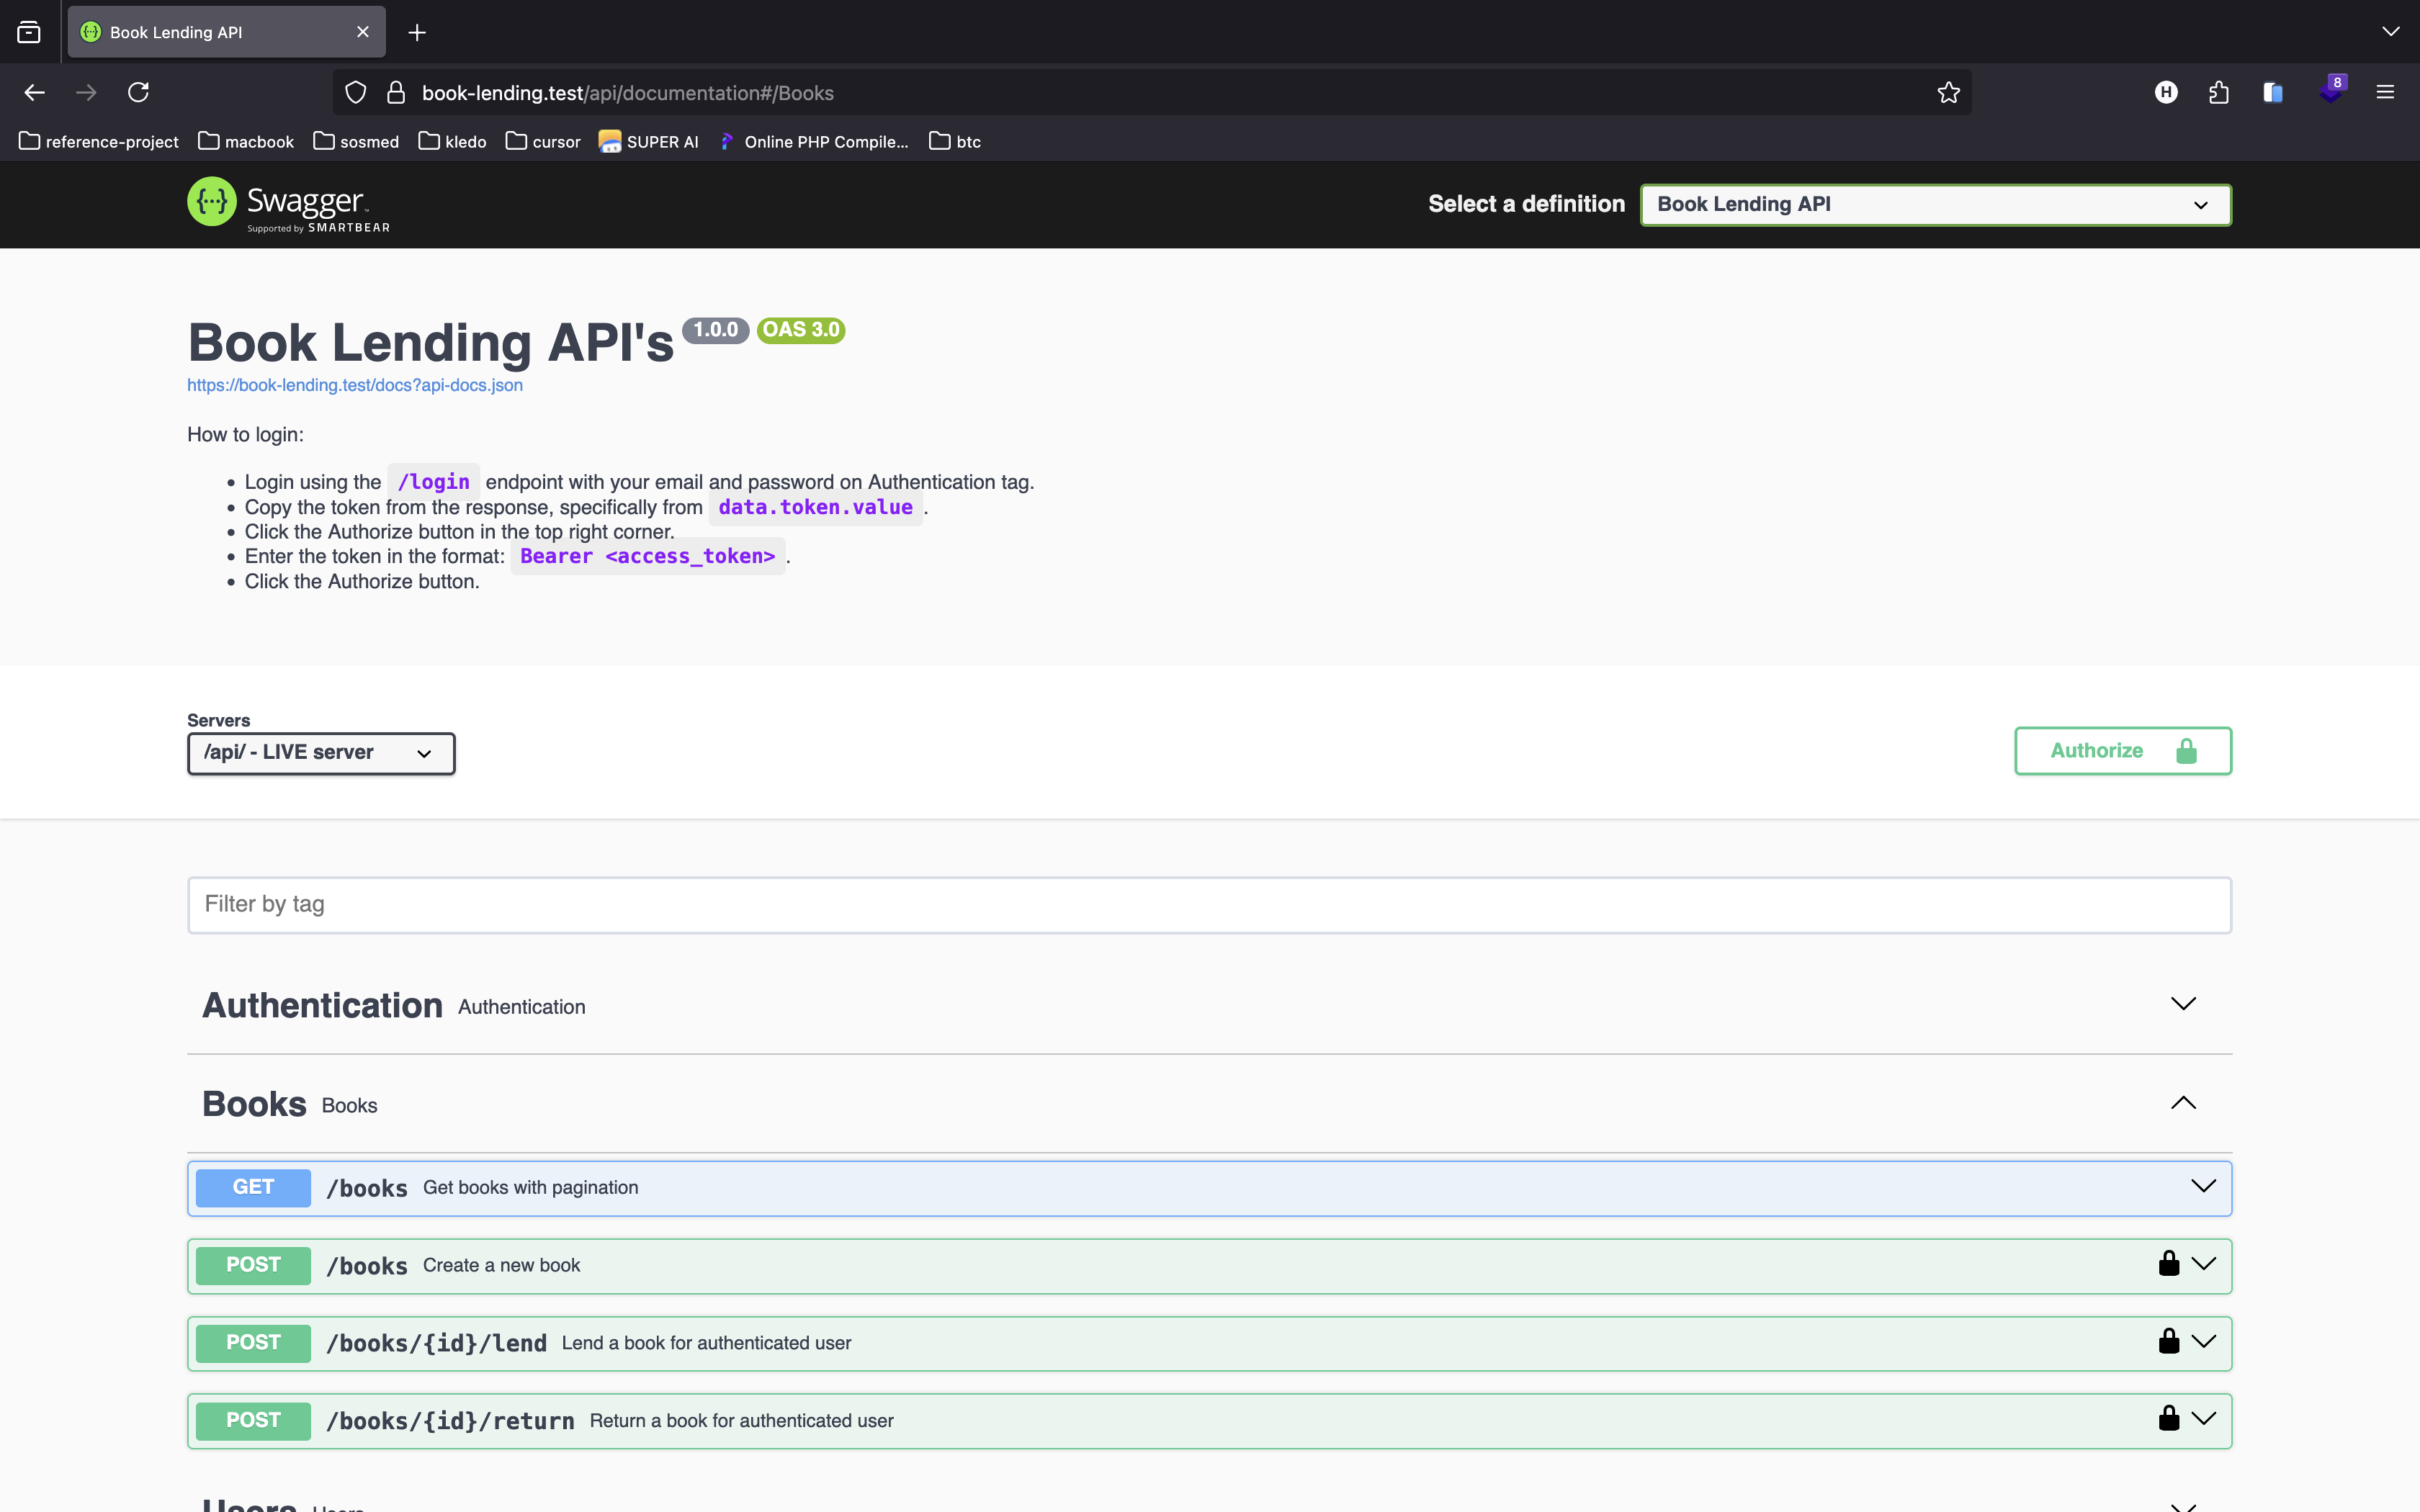 Book Lending API
book-lending.test/api/documentation#/Books
H
8
reference-project macbook sosmed kledo cursor SUPER AI Online PHP Compile... btc
{···} Swagger™
Supported by SMARTBEAR
Select a definition Book Lending API
Book Lending API's 1.0.0 OAS 3.0
https://book-lending.test/docs?api-docs.json
How to login:
• Login using the /login endpoint with your email and password on Authentication tag.
• Copy the token from the response, specifically from data.token.value .
• Click the Authorize button in the top right corner.
• Enter the token in the format: Bearer <access_token> .
• Click the Authorize button.
Servers
/api/ - LIVE server
Authorize
Filter by tag
Authentication Authentication
Books Books
GET /books Get books with pagination
POST /books Create a new book
POST /books/{id}/lend Lend a book for authenticated user
POST /books/{id}/return Return a book for authenticated user
Users Users